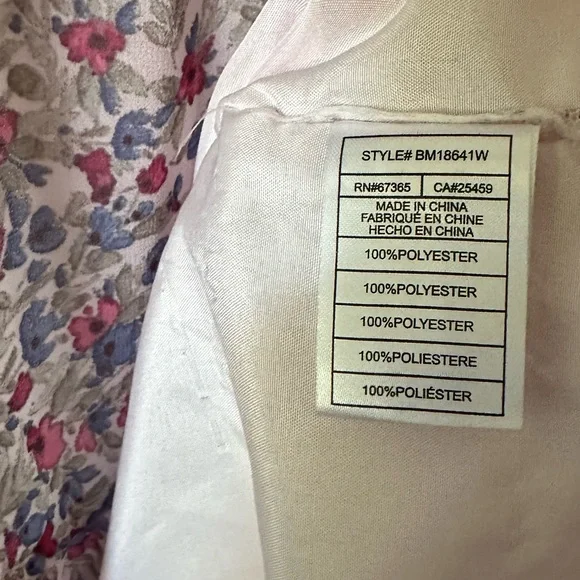 STYLE# BM18641W
RN#67365 CA#25459
MADE IN CHINA
FABRIQUÉ EN CHINE
HECHO EN CHINA
100%POLYESTER
100%POLYESTER
100%POLYESTER
100%POLIESTERE
100%POLIÉSTER